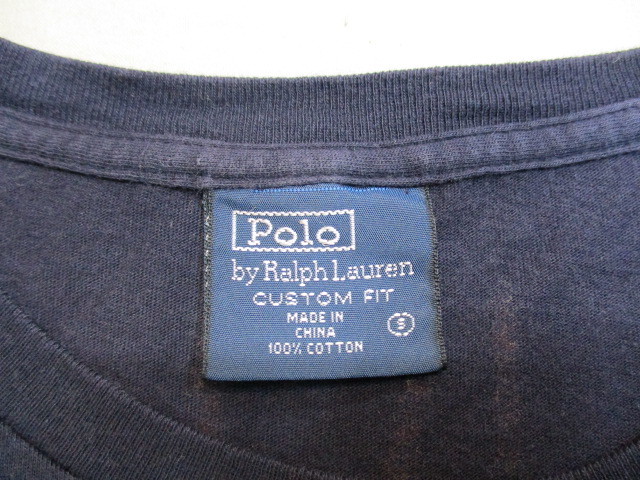 Polo
by Ralph Lauren
CUSTOM FIT
MADE IN
CHINA
S
100% COTTON